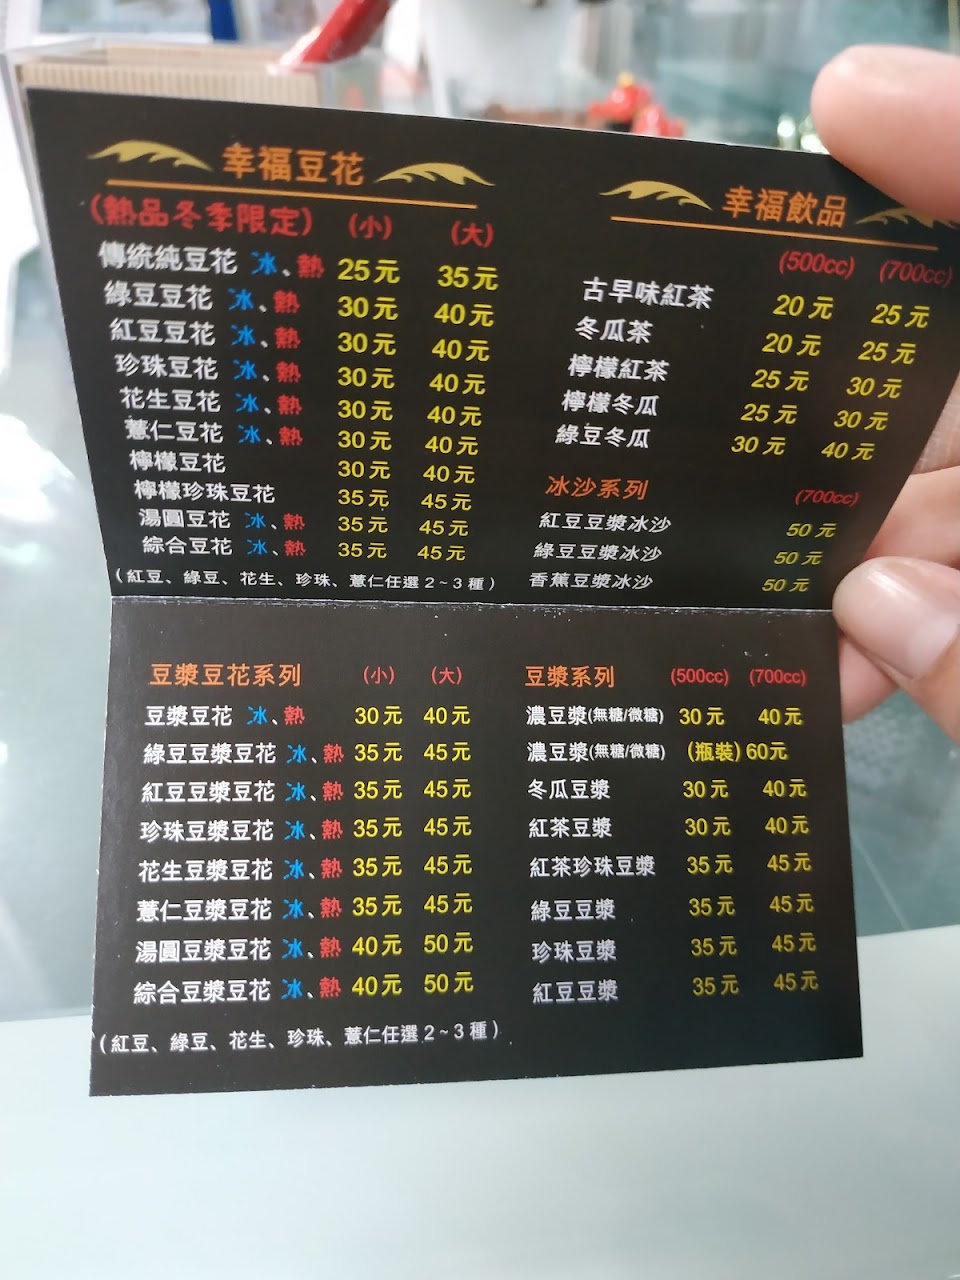 幸福豆花
(熱品冬季限定) (小) (大)
傳統純豆花 冰、熱 25元 35元
綠豆豆花 冰、熱 30元 40元
紅豆豆花 冰、熱 30元 40元
珍珠豆花 冰、熱 30元 40元
花生豆花 冰、熱 30元 40元
薏仁豆花 冰、熱 30元 40元
檸檬豆花 30元 40元
檸檬珍珠豆花 35元 45元
湯圓豆花 冰、熱 35元 45元
綜合豆花 冰、熱 35元 45元
(紅豆、綠豆、花生、珍珠、薏仁任選2~3種)
幸福飲品
(500cc) (700cc)
古早味紅茶 20元 25元
冬瓜茶 20元 25元
檸檬紅茶 25元 30元
檸檬冬瓜 25元 30元
綠豆冬瓜 30元 40元
冰沙系列 (700cc)
紅豆豆漿冰沙 50元
綠豆豆漿冰沙 50元
香蕉豆漿冰沙 50元
豆漿豆花系列 (小) (大)
豆漿豆花 冰、熱 30元 40元
綠豆豆漿豆花 冰、熱 35元 45元
紅豆豆漿豆花 冰、熱 35元 45元
珍珠豆漿豆花 冰、熱 35元 45元
花生豆漿豆花 冰、熱 35元 45元
薏仁豆漿豆花 冰、熱 35元 45元
湯圓豆漿豆花 冰、熱 40元 50元
綜合豆漿豆花 冰、熱 40元 50元
(紅豆、綠豆、花生、珍珠、薏仁任選2~3種)
豆漿系列 (500cc) (700cc)
濃豆漿(無糖/微糖) 30元 40元
濃豆漿(無糖/微糖) (瓶裝) 60元
冬瓜豆漿 30元 40元
紅茶豆漿 30元 40元
紅茶珍珠豆漿 35元 45元
綠豆豆漿 35元 45元
珍珠豆漿 35元 45元
紅豆豆漿 35元 45元